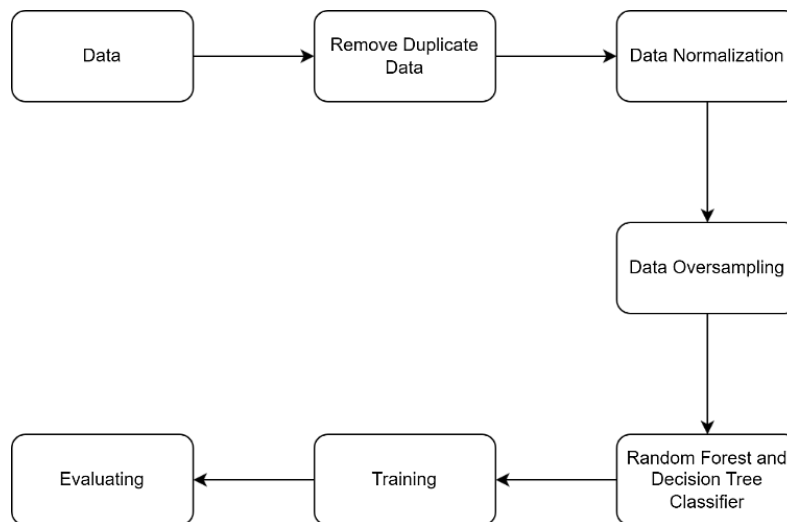 Data
Remove Duplicate
Data
Data Normalization
Data Oversampling
Random Forest and
Decision Tree
Classifier
Training
Evaluating